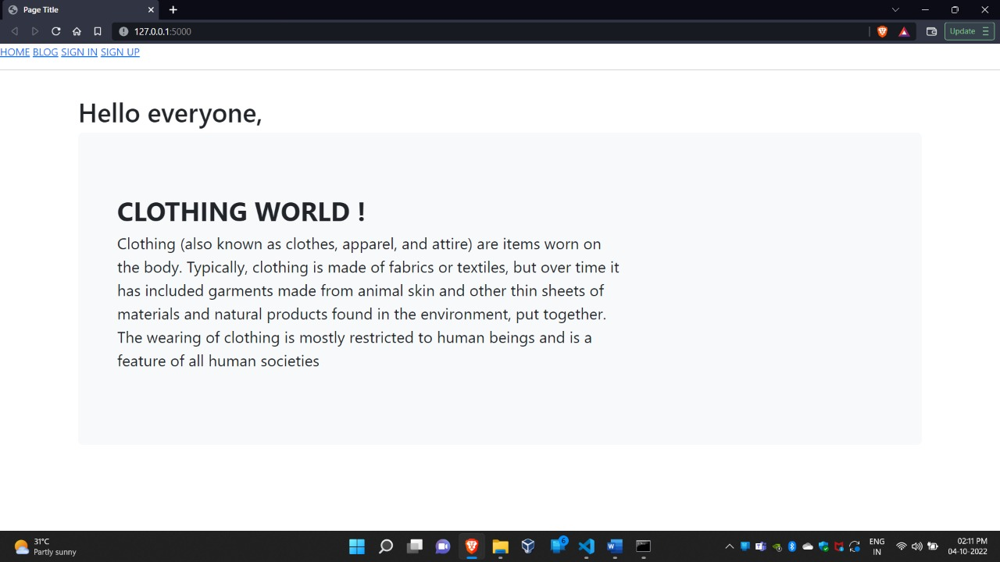 Page Title
127.0.0.1:5000
Update
HOME BLOG SIGN IN SIGN UP
Hello everyone,
CLOTHING WORLD !
Clothing (also known as clothes, apparel, and attire) are items worn on
the body. Typically, clothing is made of fabrics or textiles, but over time it
has included garments made from animal skin and other thin sheets of
materials and natural products found in the environment, put together.
The wearing of clothing is mostly restricted to human beings and is a
feature of all human societies
31°C
Partly sunny
6
ENG
IN
02:11 PM
04-10-2022